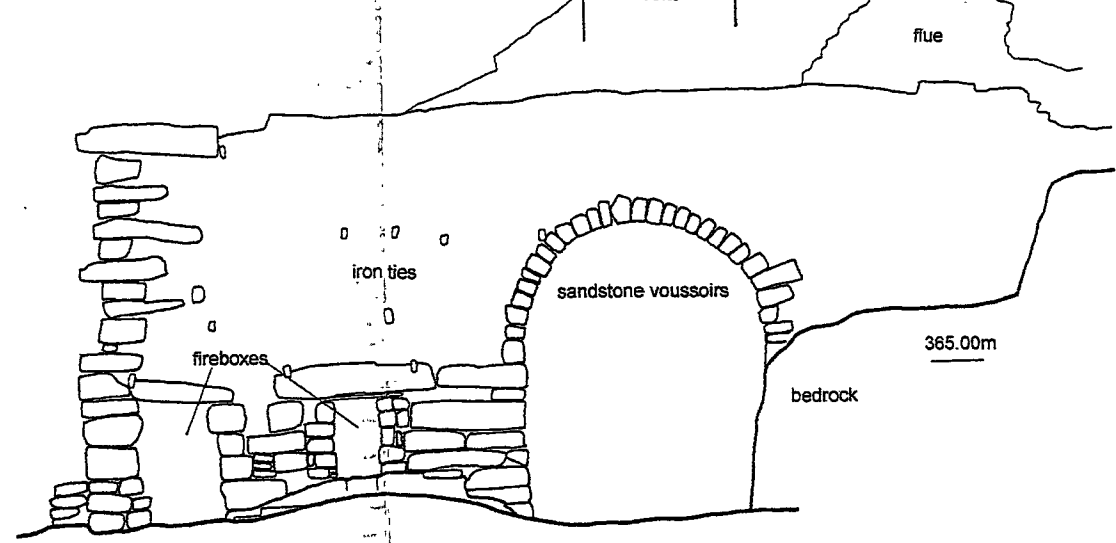 flue
iron ties
sandstone voussoirs
fireboxes
365.00m
bedrock